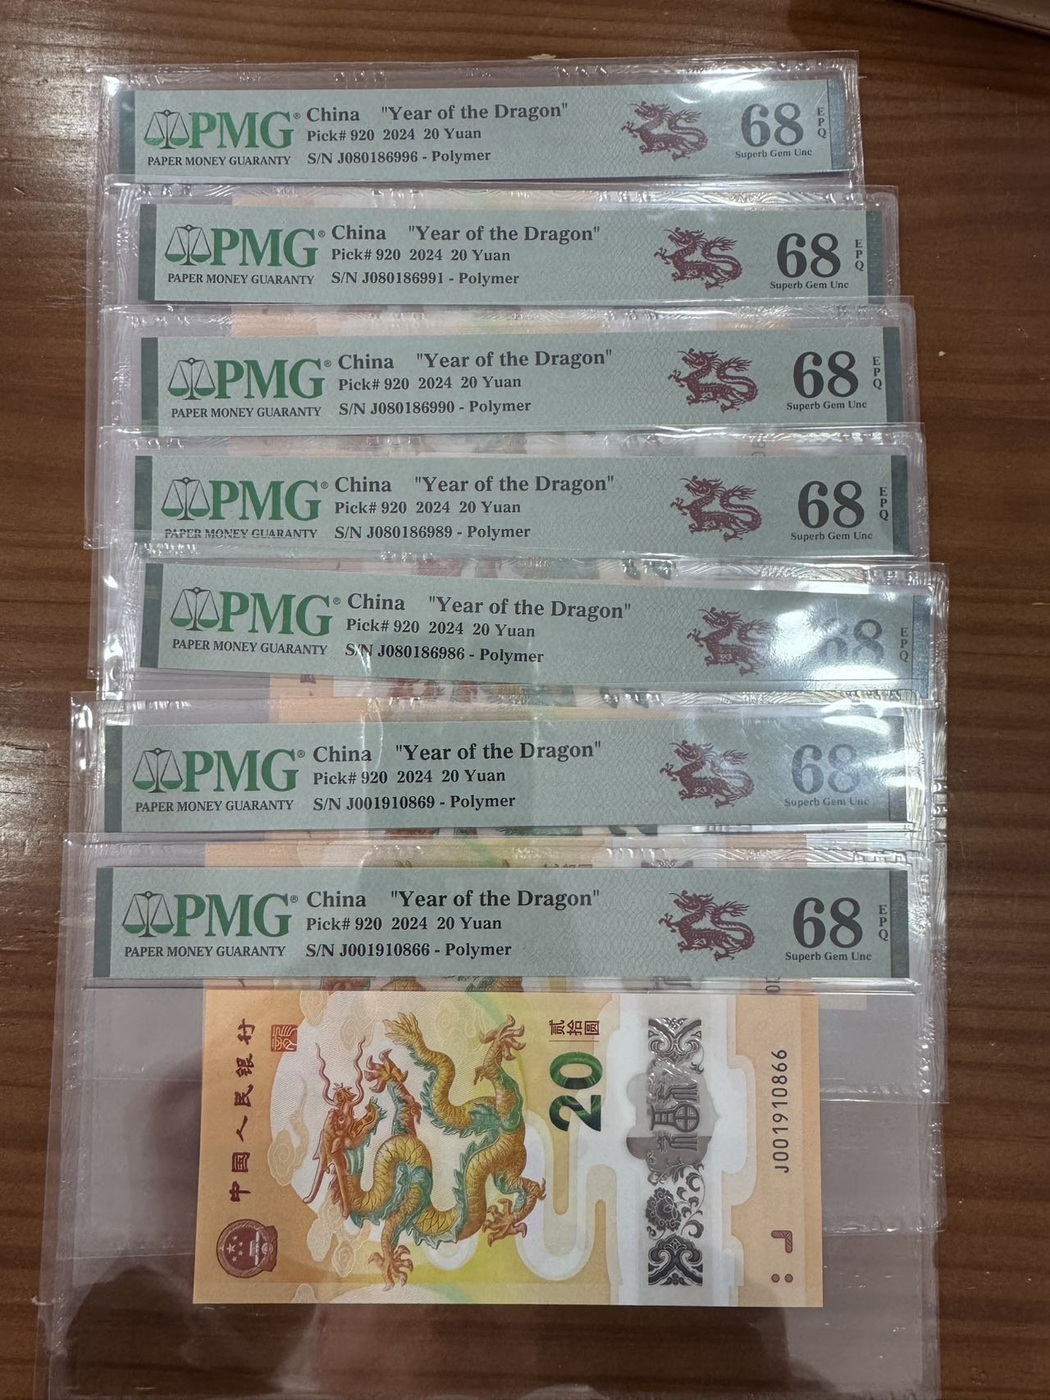 PMG® China "Year of the Dragon" 68 EPQ
Pick# 920 2024 20 Yuan
PAPER MONEY GUARANTY S/N J080186996 - Polymer Superb Gem Unc
PMG® China "Year of the Dragon" 68 EPQ
Pick# 920 2024 20 Yuan
PAPER MONEY GUARANTY S/N J080186991 - Polymer Superb Gem Unc
PMG® China "Year of the Dragon" 68 EPQ
Pick# 920 2024 20 Yuan
PAPER MONEY GUARANTY S/N J080186990 - Polymer Superb Gem Unc
PMG® China "Year of the Dragon" 68 EPQ
Pick# 920 2024 20 Yuan
PAPER MONEY GUARANTY S/N J080186989 - Polymer Superb Gem Unc
PMG® China "Year of the Dragon" 68 EPQ
Pick# 920 2024 20 Yuan
PAPER MONEY GUARANTY S/N J080186986 - Polymer
PMG® China "Year of the Dragon" 68
Pick# 920 2024 20 Yuan
PAPER MONEY GUARANTY S/N J001910869 - Polymer Superb Gem Unc
PMG® China "Year of the Dragon" 68 EPQ
Pick# 920 2024 20 Yuan
PAPER MONEY GUARANTY S/N J001910866 - Polymer Superb Gem Unc
中国人民银行
贰拾圆
20
J001910866